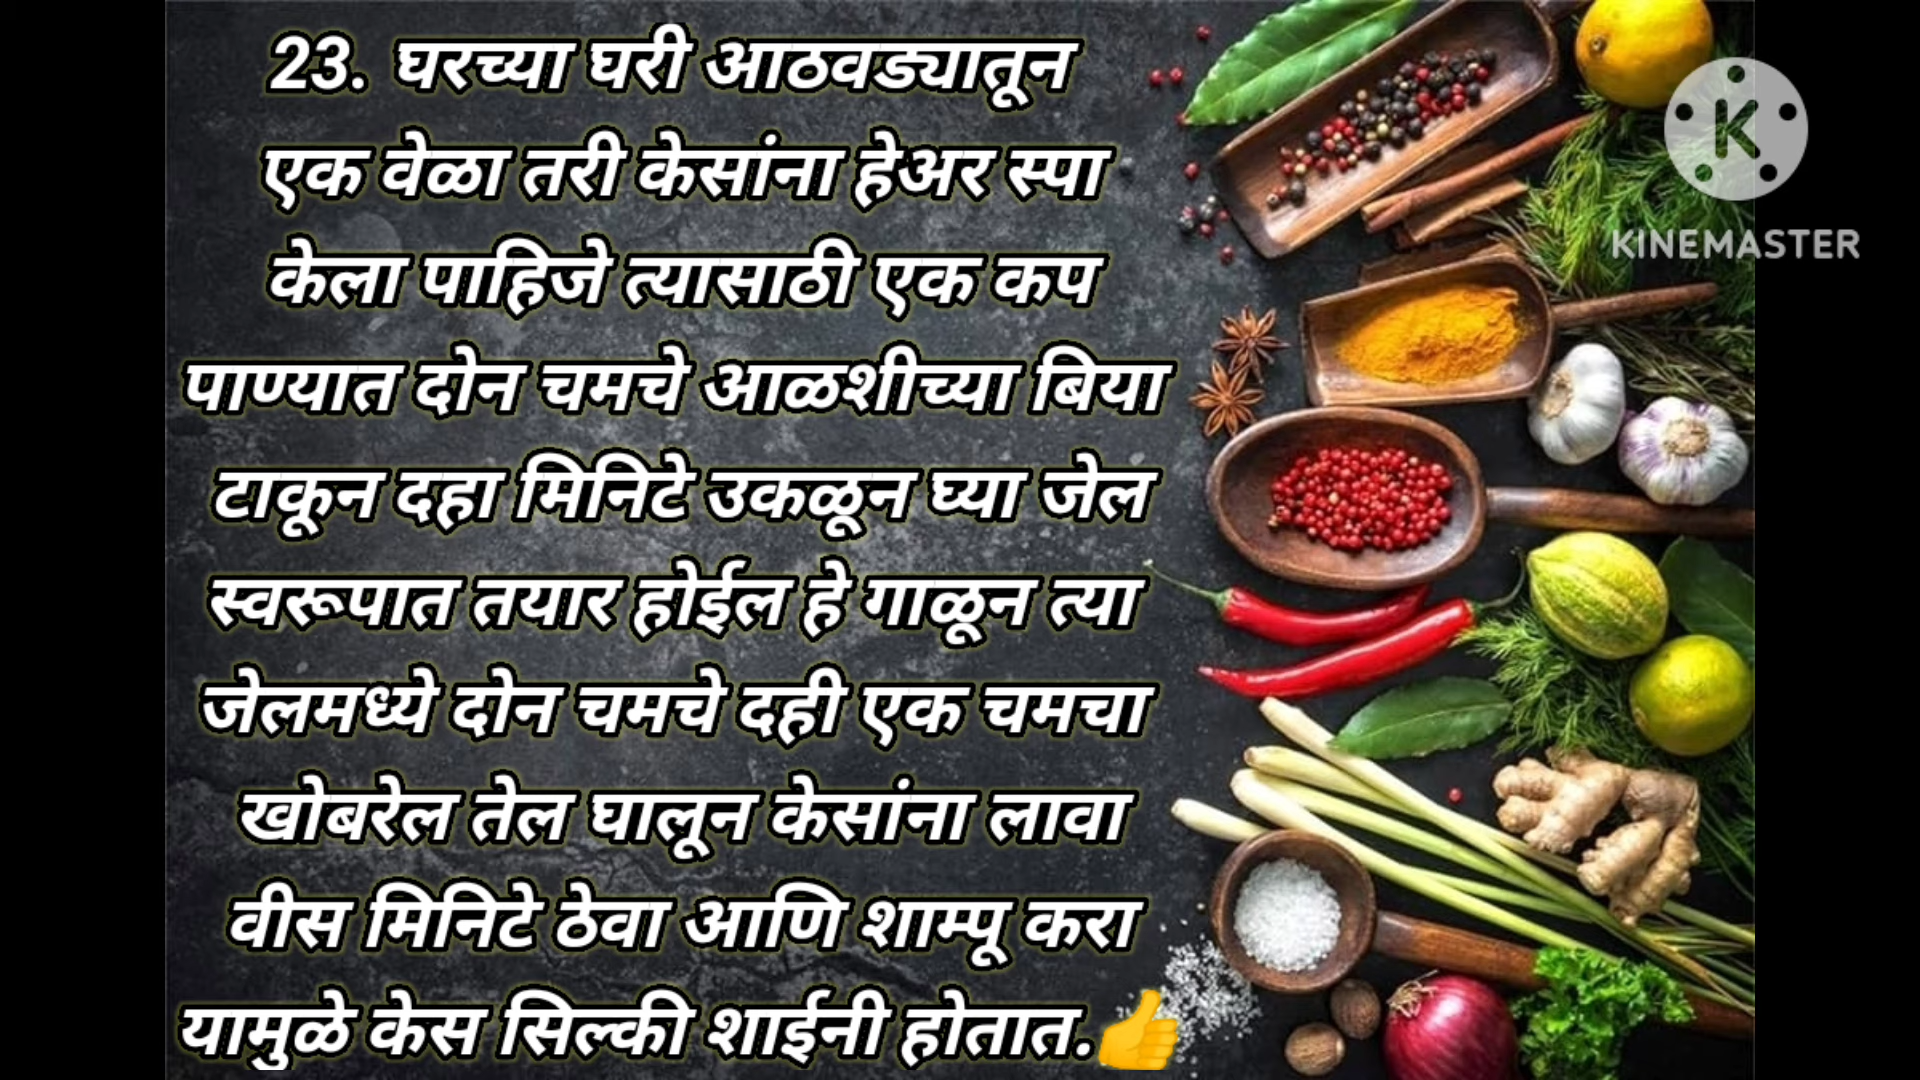 23. घरच्या घरी आठवड्यातून
एक वेळा तरी केसांना हेअर स्पा
केला पाहिजे त्यासाठी एक कप
पाण्यात दोन चमचे आळशीच्या बिया
टाकून दहा मिनिटे उकळून घ्या जेल
स्वरूपात तयार होईल हे गाळून त्या
जेलमध्ये दोन चमचे दही एक चमचा
खोबरेल तेल घालून केसांना लावा
वीस मिनिटे ठेवा आणि शाम्पू करा
यामुळे केस सिल्की शाईनी होतात.👍
K
KINEMASTER